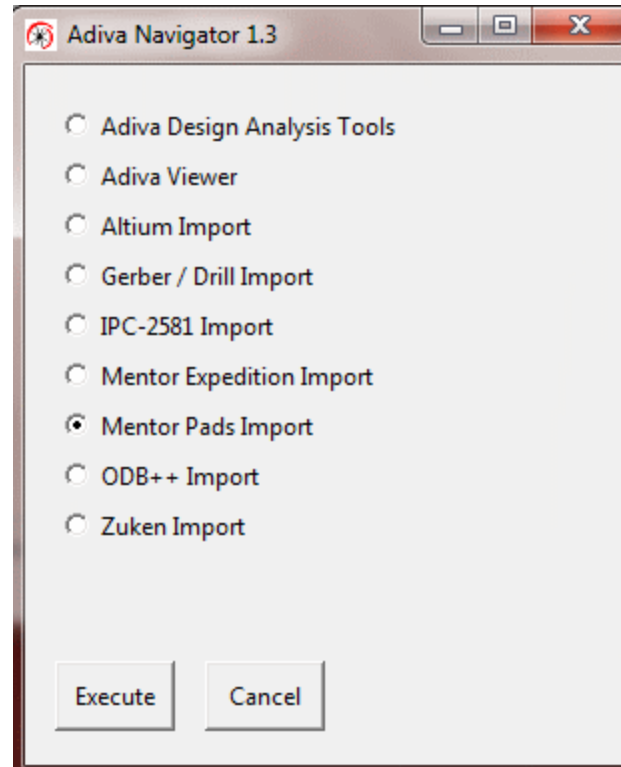 Adiva Navigator 1.3
Adiva Design Analysis Tools
Adiva Viewer
Altium Import
Gerber / Drill Import
IPC-2581 Import
Mentor Expedition Import
Mentor Pads Import
ODB++ Import
Zuken Import
Execute Cancel